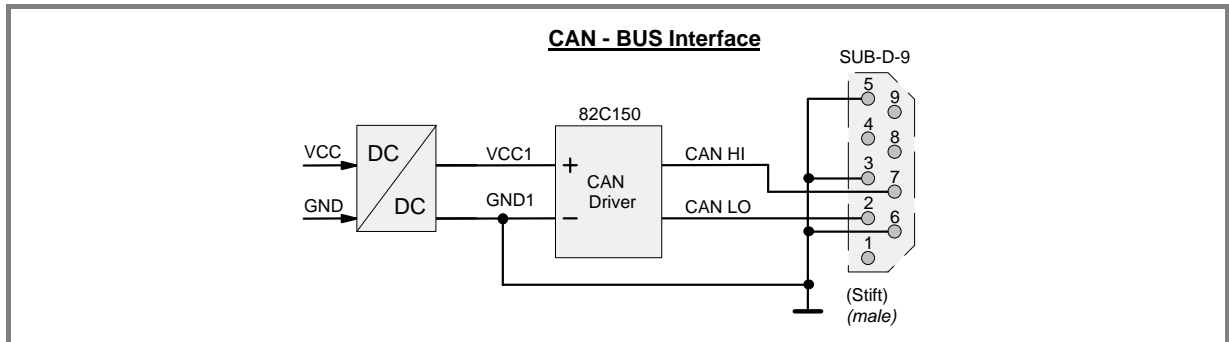 CAN - BUS Interface
SUB-D-9
82C150
VCC
DC
DC
VCC1
GND
GND1
+
CAN
Driver
−
CAN HI
CAN LO
5
9
4
8
3
7
2
6
1
(Stift)
(male)